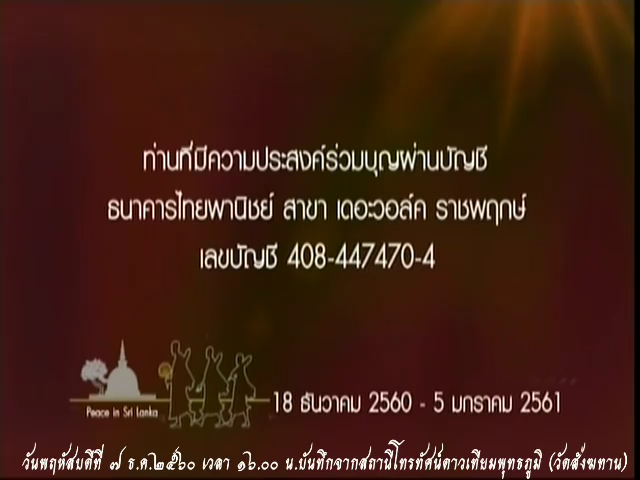 ท่านที่มีความประสงค์ร่วมบุญผ่านบัญชี
ธนาคารไทยพานิชย์ สาขา เดอะวอล์ค ราชพฤกษ์
เลขบัญชี 408-447470-4
Peace in Sri Lanka
18 ธันวาคม 2560 - 5 มกราคม 2561
วันพฤหัสบดีที่ ๗ ธ.ค.๒๕๖๐ เวลา ๑๖.๐๐ น.บันทึกจากสถานีโทรทัศน์ดาวเทียมพุทธภูมิ (วัดสังฆทาน)